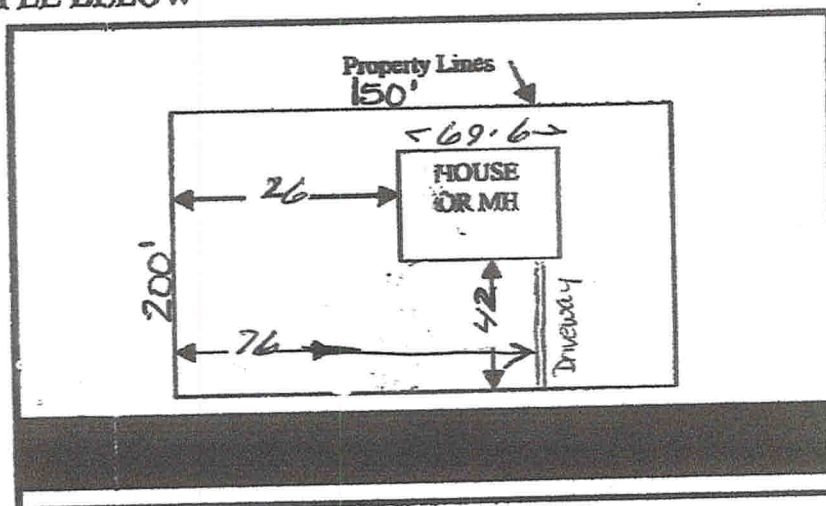 Property Lines
150'
<69.6>
HOUSE
OR MH
26
200'
42
Driveway
76